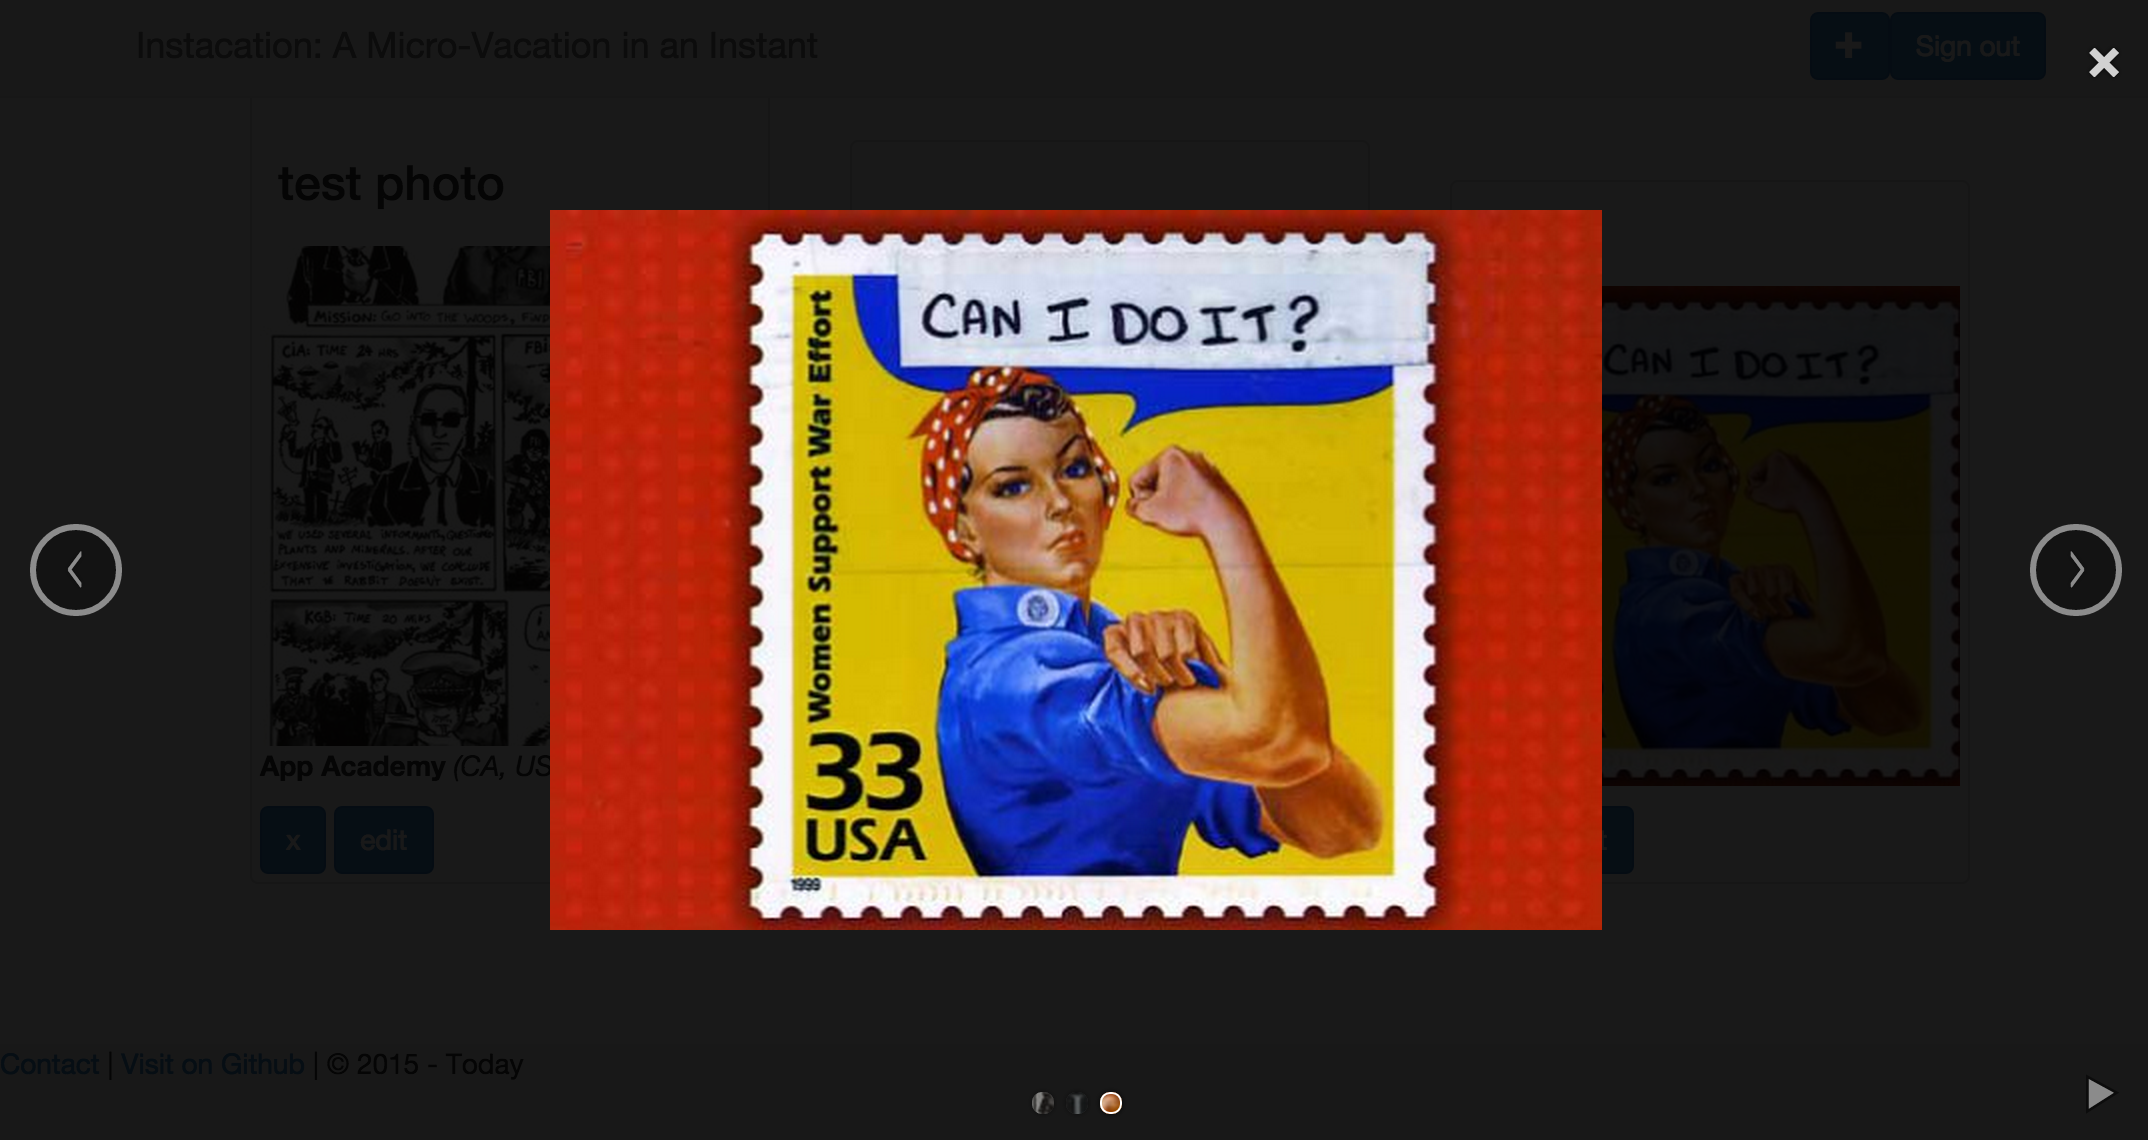 Instacation: A Micro-Vacation in an Instant
+ Sign out
×
test photo
FBI
MISSION: GO INTO THE WOODS, FIND
CIA: TIME 24 HRS
FBI
WE USED SEVERAL INFORMANTS, QUESTIONED
PLANTS AND MINERALS. AFTER OUR
EXTENSIVE INVESTIGATION, WE CONCLUDE
THAT THE RABBIT DOESN'T EXIST.
KGB: TIME 20 HRS
App Academy (CA, US
x edit
CAN I DO IT?
Women Support War Effort
33
USA
1999
CAN I DO IT?
Contact | Visit on Github | © 2015 - Today